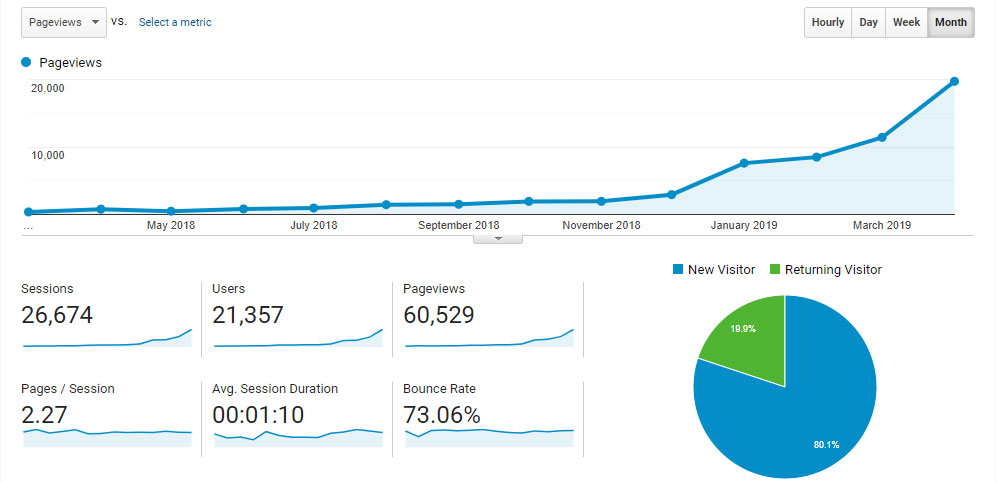 Pageviews vs. Select a metric
Hourly Day Week Month
Pageviews
20,000
10,000
... May 2018 July 2018 September 2018 November 2018 January 2019 March 2019
New Visitor Returning Visitor
Sessions Users Pageviews
26,674 21,357 60,529
Pages / Session Avg. Session Duration Bounce Rate
2.27 00:01:10 73.06%
19.9%
80.1%